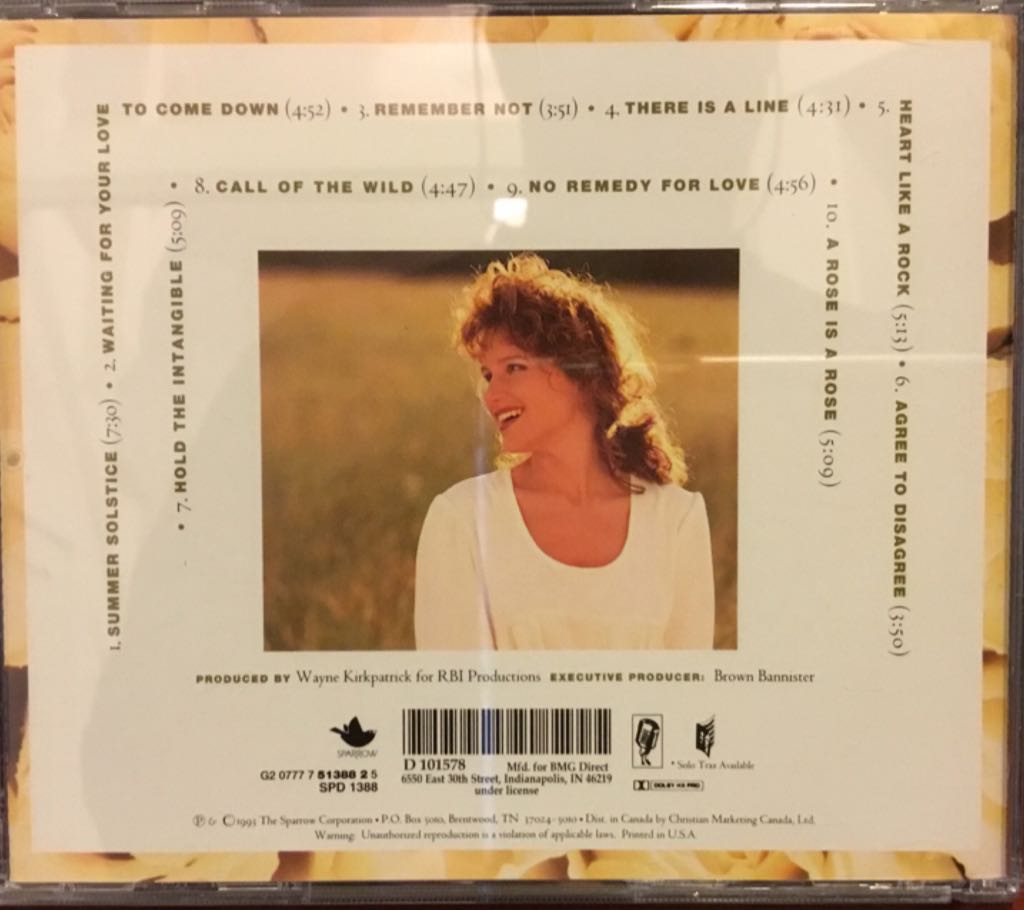 1. SUMMER SOLSTICE (7:30) • 2. WAITING FOR YOUR LOVE
TO COME DOWN (4:52) • 3. REMEMBER NOT (3:51) • 4. THERE IS A LINE (4:31) • 5.
HEART LIKE A ROCK (5:13) • 6. AGREE TO DISAGREE (3:50)
• 7. HOLD THE INTANGIBLE (5:09)
• 8. CALL OF THE WILD (4:47) • 9. NO REMEDY FOR LOVE (4:56) •
10. A ROSE IS A ROSE (5:09)
PRODUCED BY Wayne Kirkpatrick for RBI Productions EXECUTIVE PRODUCER: Brown Bannister
SPARROW
G2 0777 7 51388 2 5
SPD 1388
D 101578 Mfd. for BMG Direct
6550 East 30th Street, Indianapolis, IN 46219
under license
* Solo Trax Available
DOLBY HX PRO
℗ & ©1993 The Sparrow Corporation • P.O. Box 5010, Brentwood, TN 37024-5010 • Dist. in Canada by Christian Marketing Canada, Ltd.
Warning: Unauthorized reproduction is a violation of applicable laws. Printed in U.S.A.